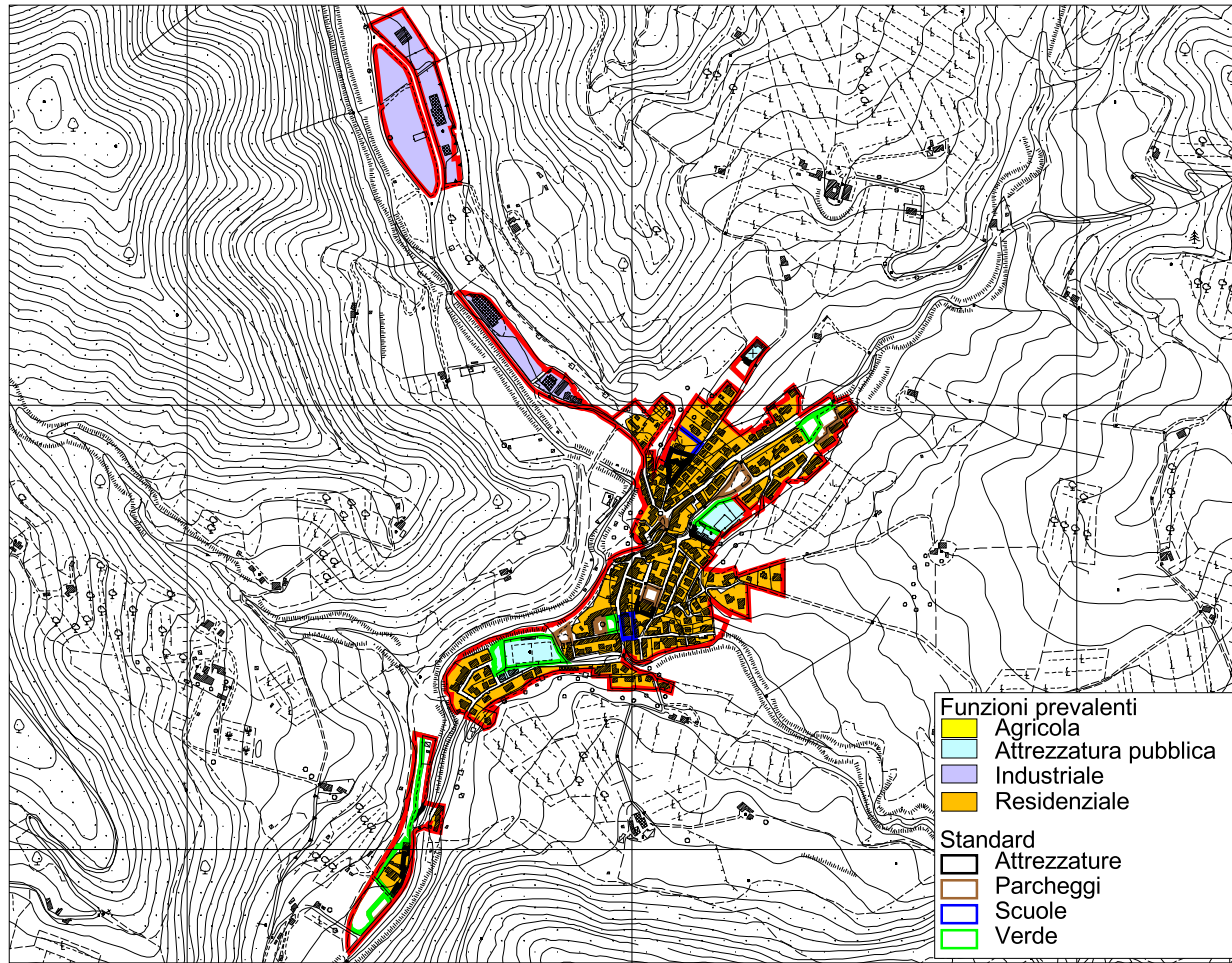 Funzioni prevalenti
Agricola
Attrezzatura pubblica
Industriale
Residenziale
Standard
Attrezzature
Parcheggi
Scuole
Verde